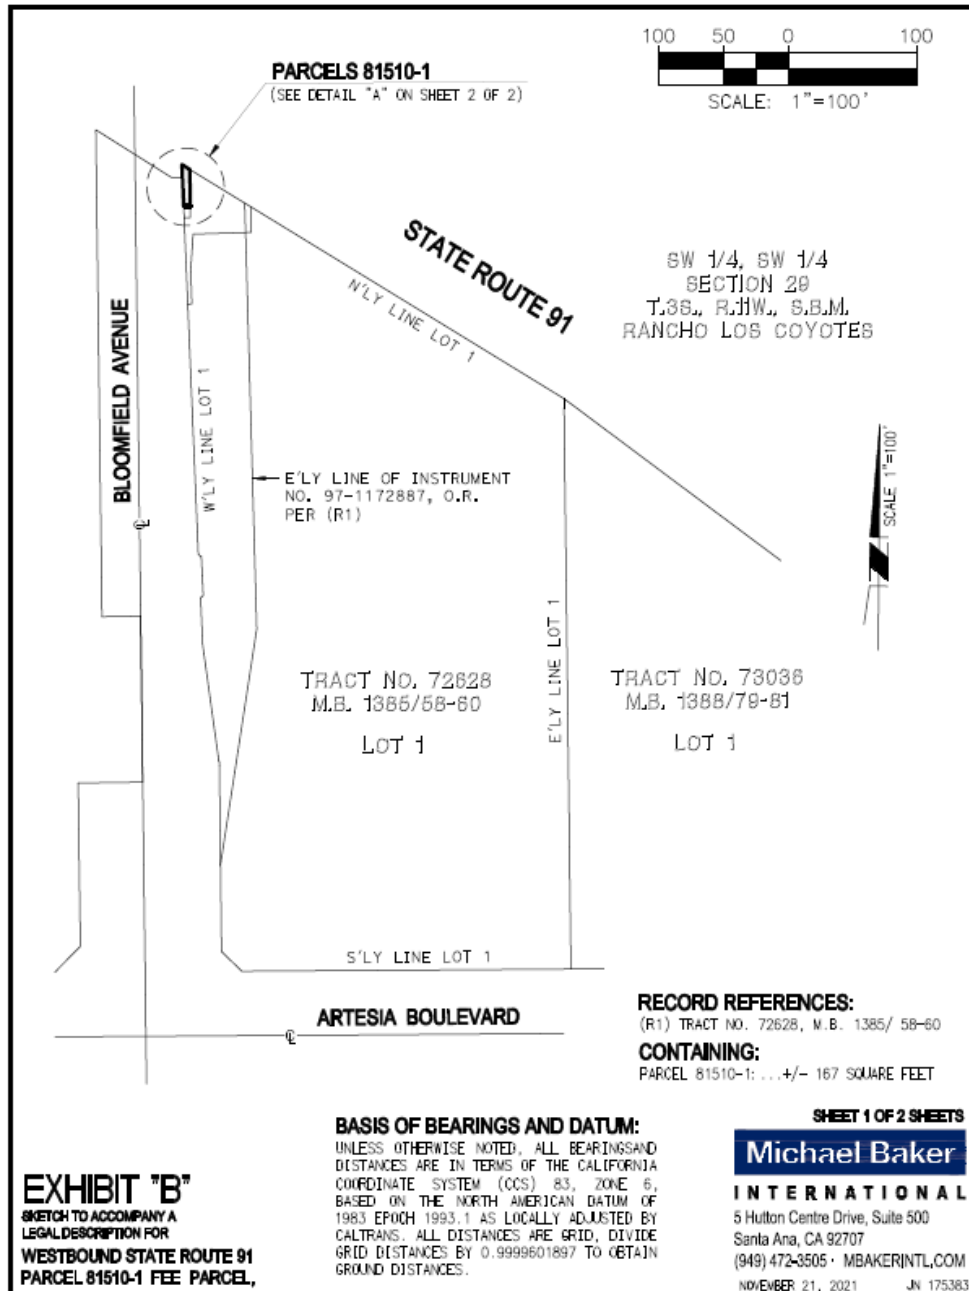 100 50 0 100
SCALE: 1"=100'
PARCELS 81510-1
(SEE DETAIL "A" ON SHEET 2 OF 2)
STATE ROUTE 91
N'LY LINE LOT 1
SW 1/4, SW 1/4
SECTION 29
T.3S., R.11W., S.B.M.
RANCHO LOS COYOTES
BLOOMFIELD AVENUE
W'LY LINE LOT 1
E'LY LINE OF INSTRUMENT
NO. 97-1172887, O.R.
PER (R1)
SCALE 1"=100'
E'LY LINE LOT 1
TRACT NO. 72628
M.B. 1385/58-60
LOT 1
TRACT NO. 73036
M.B. 1388/79-81
LOT 1
S'LY LINE LOT 1
ARTESIA BOULEVARD
RECORD REFERENCES:
(R1) TRACT NO. 72628, M.B. 1385/ 58-60
CONTAINING:
PARCEL 81510-1: ...+/- 167 SQUARE FEET
SHEET 1 OF 2 SHEETS
BASIS OF BEARINGS AND DATUM:
UNLESS OTHERWISE NOTED, ALL BEARINGSAND
DISTANCES ARE IN TERMS OF THE CALIFORNIA
COORDINATE SYSTEM (CCS) 83, ZONE 6,
BASED ON THE NORTH AMERICAN DATUM OF
1983 EPOCH 1993.1 AS LOCALLY ADJUSTED BY
CALTRANS. ALL DISTANCES ARE GRID, DIVIDE
GRID DISTANCES BY 0.9999601897 TO OBTAIN
GROUND DISTANCES.
EXHIBIT "B"
SKETCH TO ACCOMPANY A
LEGAL DESCRIPTION FOR
WESTBOUND STATE ROUTE 91
PARCEL 81510-1 FEE PARCEL,
Michael Baker
INTERNATIONAL
5 Hutton Centre Drive, Suite 500
Santa Ana, CA 92707
(949) 472-3505 · MBAKERINTL.COM
NOVEMBER 21, 2021 JN 175383